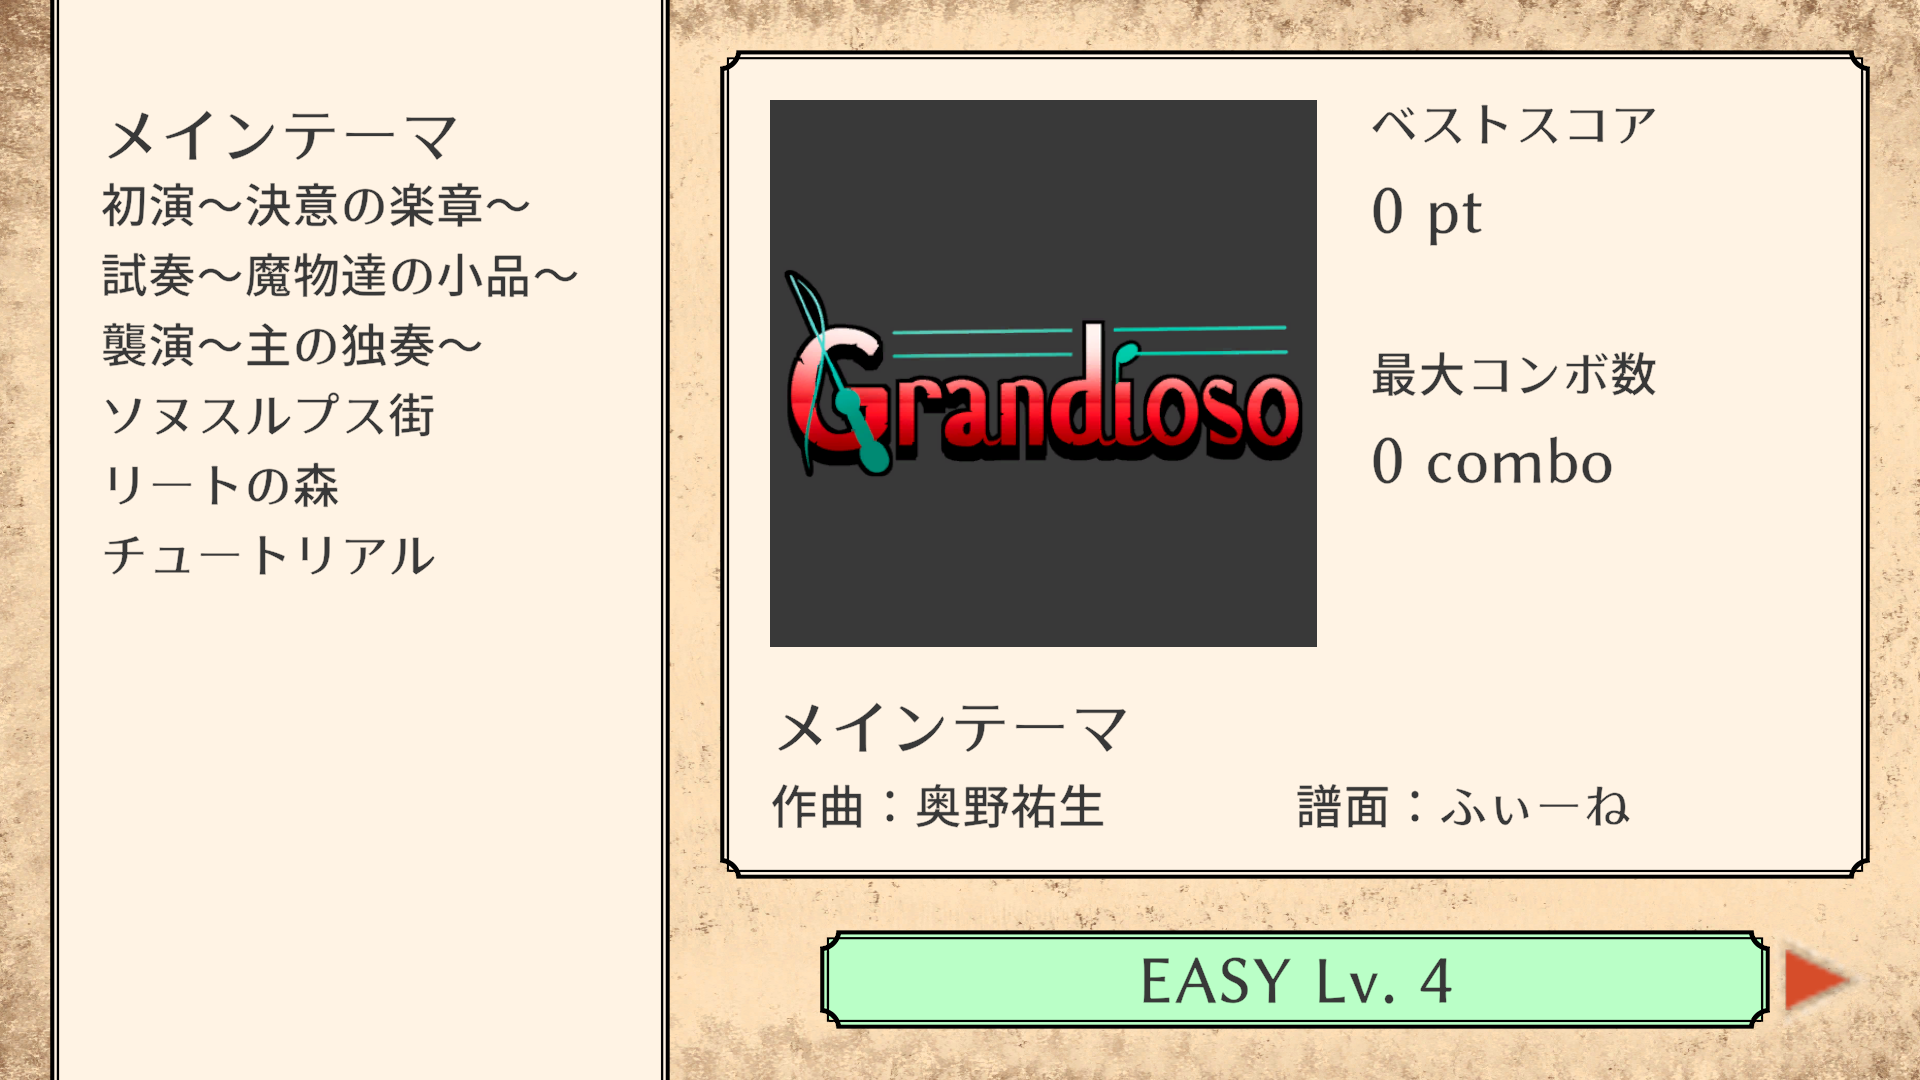 メインテーマ
初演～決意の楽章～
試奏～魔物達の小品～
襲演～主の独奏～
ソヌスルプス街
リートの森
チュートリアル
Grandioso
ベストスコア
0 pt
最大コンボ数
0 combo
メインテーマ
作曲：奥野祐生
譜面：ふぃーね
EASY Lv. 4